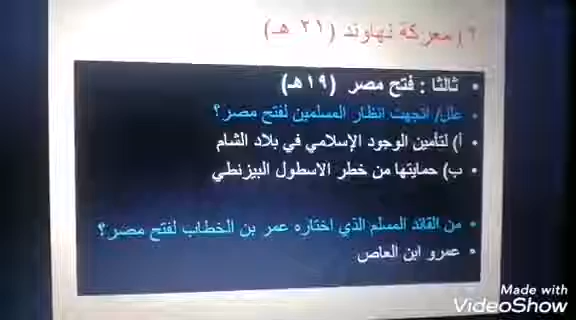 ٢) معركة نهاوند (٢١ هـ)
• ثالثا : فتح مصر (١٩هـ)
• علل/ اتجهت انظار المسلمين لفتح مصر؟
• أ) لتأمين الوجود الإسلامي في بلاد الشام
• ب) حمايتها من خطر الاسطول البيزنطي
• من القائد المسلم الذي اختاره عمر بن الخطاب لفتح مصر؟
• عمرو ابن العاص
Made with
VideoShow